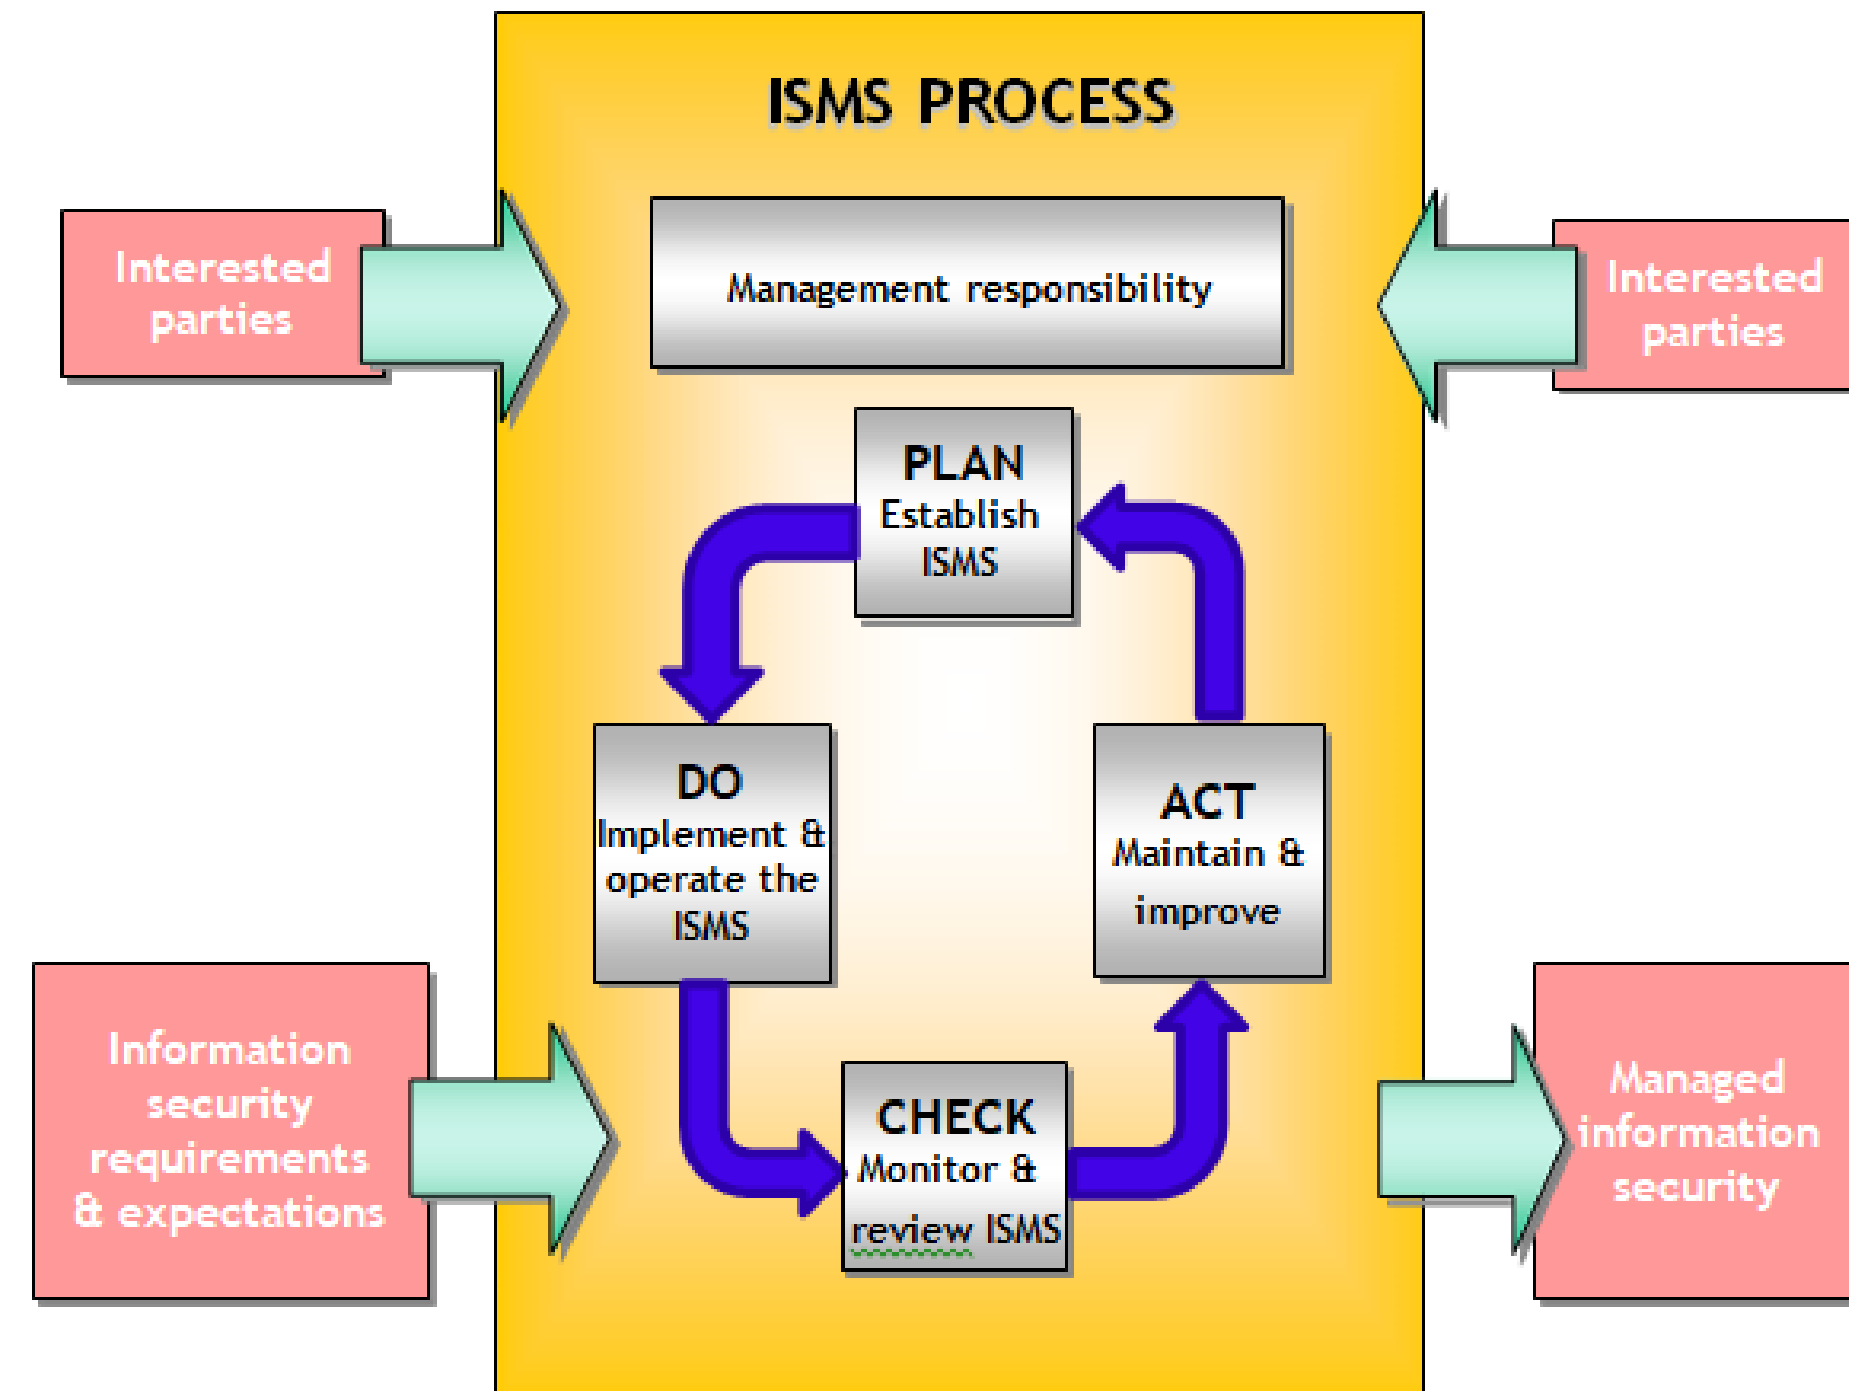 ISMS PROCESS
Interested
parties
Management responsibility
Interested
parties
PLAN
Establish
ISMS
DO
Implement &
operate the
ISMS
ACT
Maintain &
improve
Information
security
requirements
& expectations
CHECK
Monitor &
review ISMS
Managed
information
security